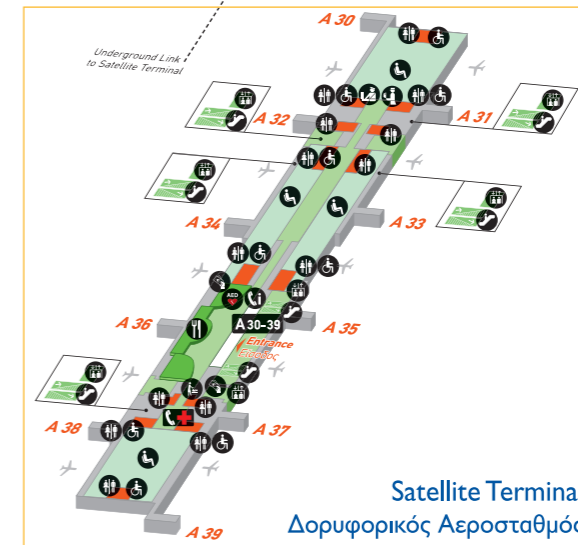 A 30
Underground Link
to Satellite Terminal
A 32
A 31
A 34
A 33
AED
A 36
A 30-39
A 35
Entrance
Είσοδος
A 38
A 37
A 39
Satellite Termina
Δορυφορικός Αεροσταθμός